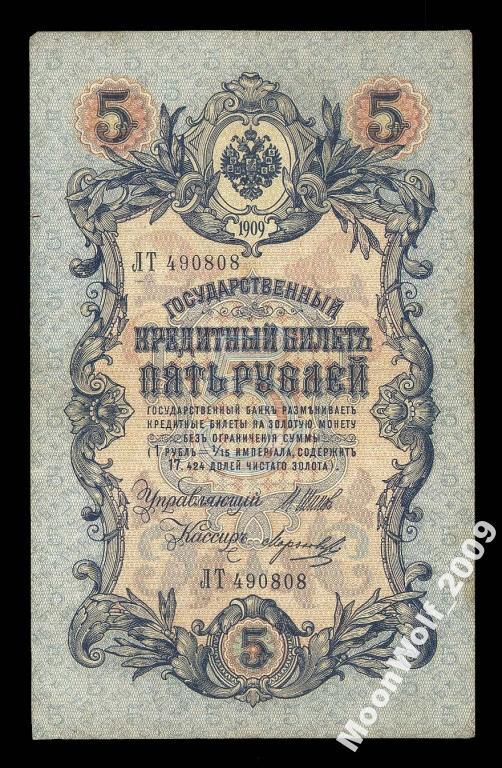 5 5
1909
ЛТ 490808
ГОСУДАРСТВЕННЫЙ
КРЕДИТНЫЙ БИЛЕТЪ
ПЯТЬ РУБЛЕЙ
ГОСУДАРСТВЕННЫЙ БАНКЪ РАЗМѢНИВАЕТЪ
КРЕДИТНЫЕ БИЛЕТЫ НА ЗОЛОТУЮ МОНЕТУ
БЕЗЪ ОГРАНИЧЕНІЯ СУММЫ
(1 РУБЛЬ = 1/15 ИМПЕРІАЛА, СОДЕРЖИТЪ
17,424 ДОЛЕЙ ЧИСТАГО ЗОЛОТА).
Управляющій
Кассиръ
ЛТ 490808
5
MoonWolf_2009